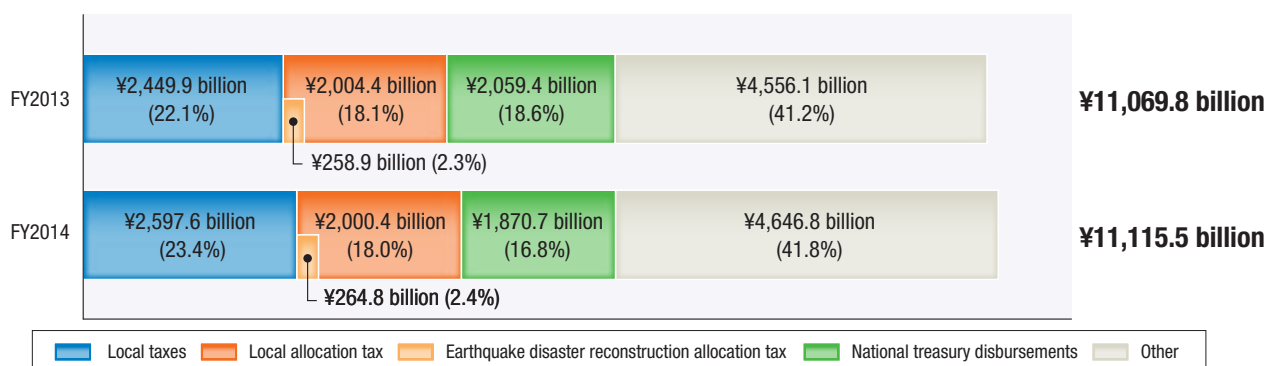 FY2013
¥2,449.9 billion
(22.1%)
¥2,004.4 billion
(18.1%)
¥2,059.4 billion
(18.6%)
¥4,556.1 billion
(41.2%)
¥258.9 billion (2.3%)
¥11,069.8 billion
FY2014
¥2,597.6 billion
(23.4%)
¥2,000.4 billion
(18.0%)
¥1,870.7 billion
(16.8%)
¥4,646.8 billion
(41.8%)
¥264.8 billion (2.4%)
¥11,115.5 billion
Local taxes Local allocation tax Earthquake disaster reconstruction allocation tax National treasury disbursements Other